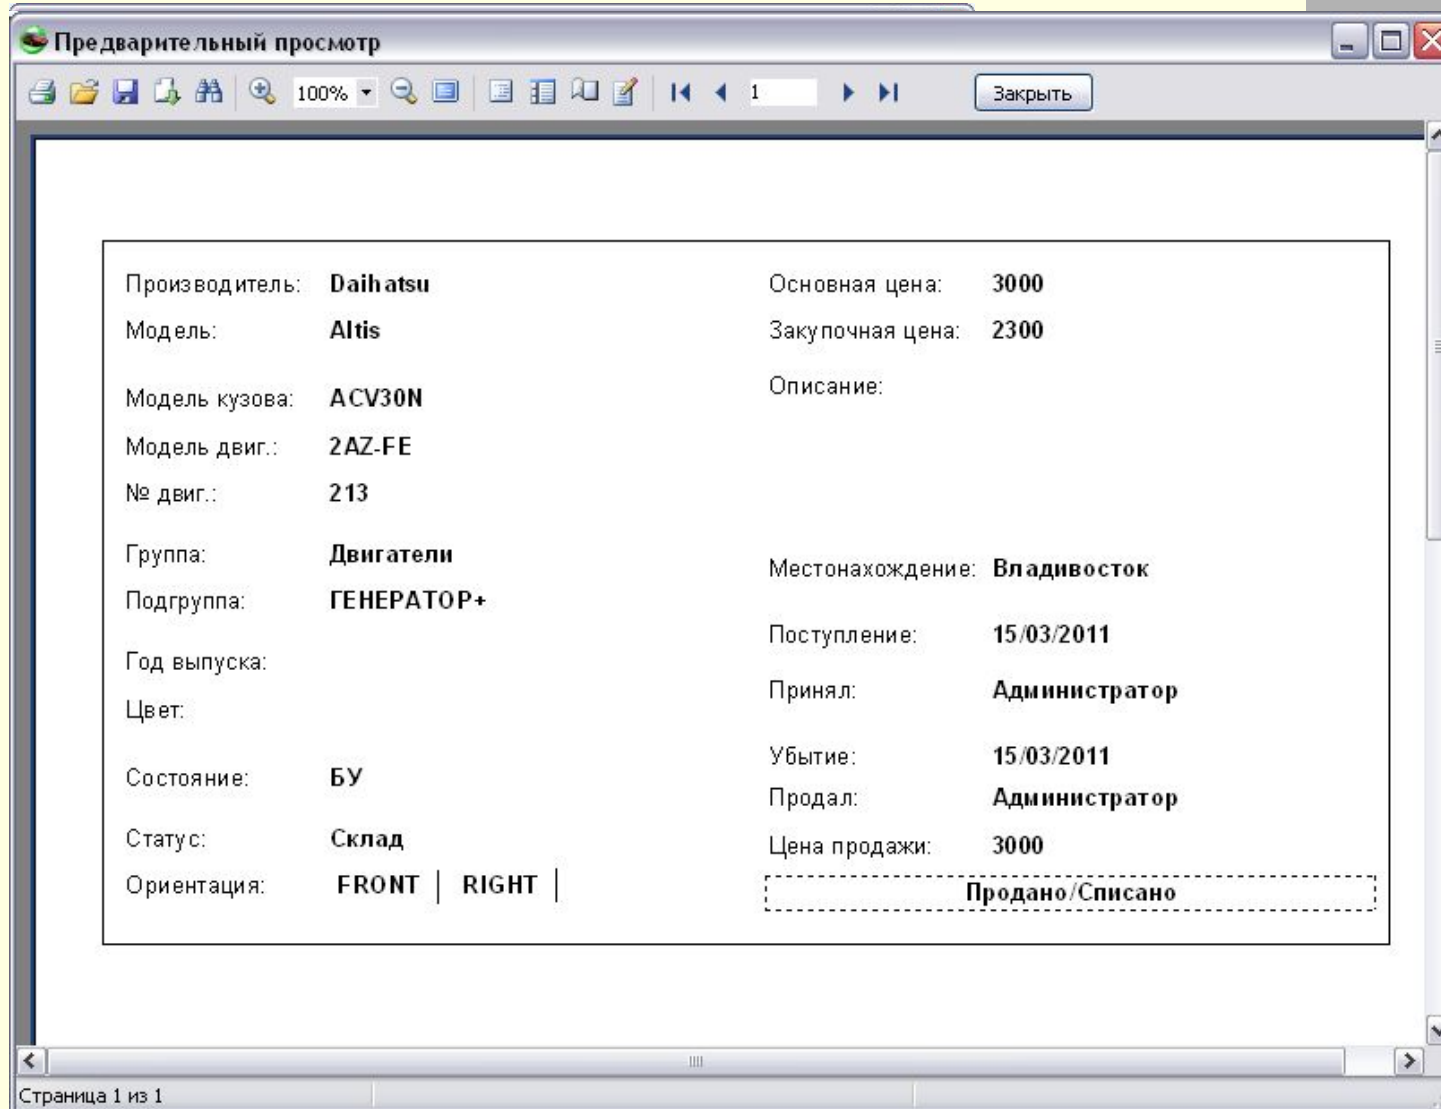 Предварительный просмотр
100% 1 Закрыть
Производитель: Daihatsu
Модель: Altis
Модель кузова: ACV30N
Модель двиг.: 2AZ-FE
№ двиг.: 213
Группа: Двигатели
Подгруппа: ГЕНЕРАТОР+
Год выпуска:
Цвет:
Состояние: БУ
Статус: Склад
Ориентация: FRONT | RIGHT |
Основная цена: 3000
Закупочная цена: 2300
Описание:
Местонахождение: Владивосток
Поступление: 15/03/2011
Принял: Администратор
Убытие: 15/03/2011
Продал: Администратор
Цена продажи: 3000
Продано/Списано
Страница 1 из 1